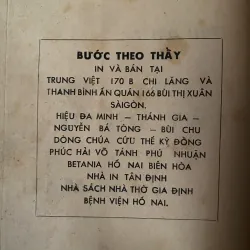 BƯỚC THEO THẦY
IN VÀ BÁN TẠI
TRUNG VIỆT 170B CHI LĂNG VÀ
THANH BÌNH ẤN QUÁN 166 BÙI THỊ XUÂN
SÀIGÒN.
HIỆU ĐA MINH – THÁNH GIA –
NGUYỄN BÁ TÒNG – BÙI CHU
DÒNG CHÚA CỨU THẾ KỲ ĐỒNG
PHÚC HẢI VÕ TÁNH PHÚ NHUẬN
BETANIA HỐ NAI BIÊN HÒA
NHÀ IN TÂN ĐỊNH
NHÀ SÁCH NHÀ THỜ GIA ĐỊNH
BỆNH VIỆN HỐ NAI.